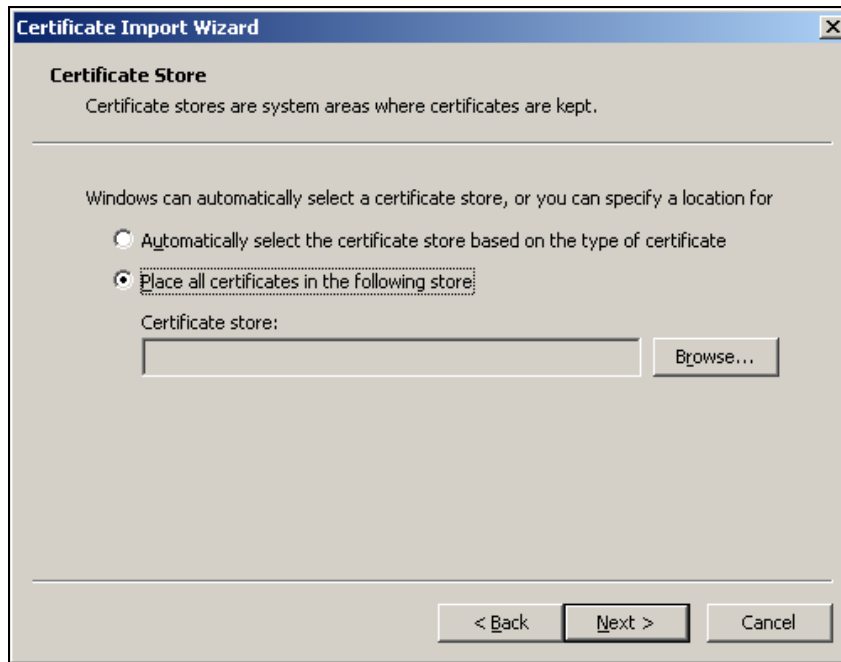 Certificate Import Wizard
Certificate Store
Certificate stores are system areas where certificates are kept.
Windows can automatically select a certificate store, or you can specify a location for
Automatically select the certificate store based on the type of certificate
Place all certificates in the following store
Certificate store:
Browse...
< Back Next > Cancel